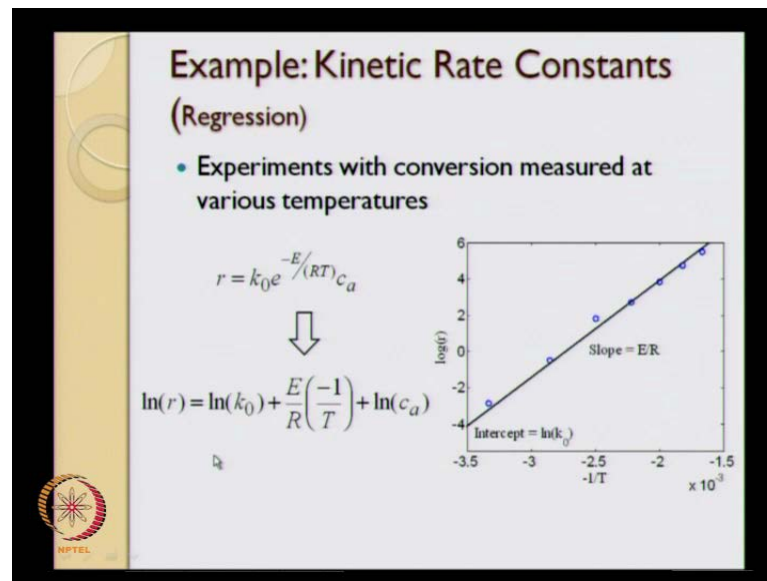 Example: Kinetic Rate Constants
(Regression)
• Experiments with conversion measured at
various temperatures
r = k₀e^{-E/(RT)}cₐ
ln(r) = ln(k₀) + E/R (-1/T) + ln(cₐ)
6
4
2
0
-2
-4
log(r)
Slope = E/R
Intercept = ln(k₀)
-3.5 -3 -2.5 -2 -1.5
-1/T
x 10⁻³
NPTEL